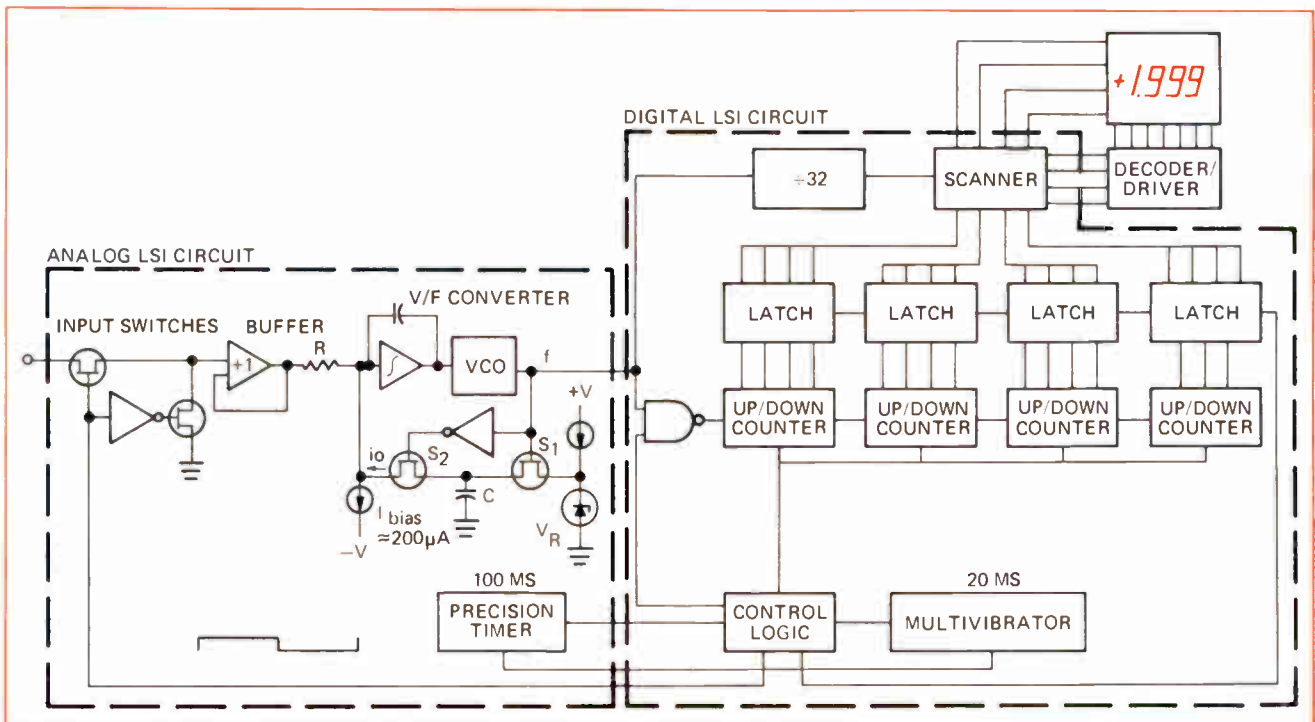 +1.999
DIGITAL LSI CIRCUIT
÷32
SCANNER
DECODER/
DRIVER
ANALOG LSI CIRCUIT
V/F CONVERTER
INPUT SWITCHES
BUFFER
R
+1
∫
VCO
f
LATCH
LATCH
LATCH
LATCH
+V
UP/DOWN
COUNTER
UP/DOWN
COUNTER
UP/DOWN
COUNTER
UP/DOWN
COUNTER
io
S2
S1
C
I bias
≈200µA
-V
VR
100 MS
PRECISION
TIMER
CONTROL
LOGIC
20 MS
MULTIVIBRATOR